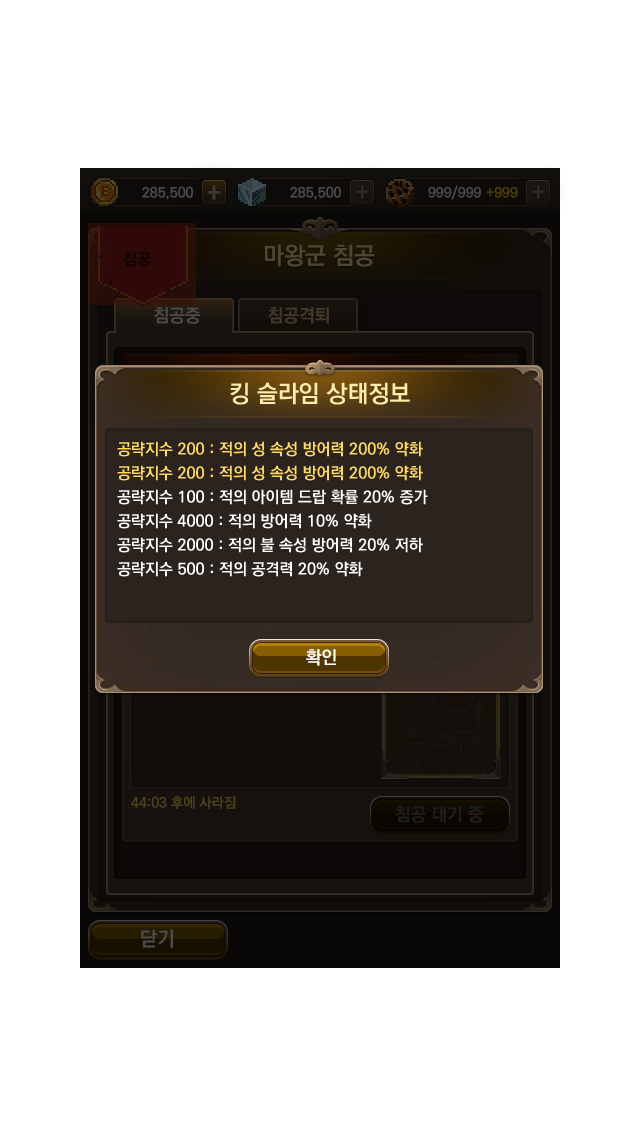 285,500
285,500
999/999 +999
침공
마왕군 침공
침공중
침공격퇴
킹 슬라임 상태정보
공략지수 200 : 적의 성 속성 방어력 200% 약화
공략지수 200 : 적의 성 속성 방어력 200% 약화
공략지수 100 : 적의 아이템 드랍 확률 20% 증가
공략지수 4000 : 적의 방어력 10% 약화
공략지수 2000 : 적의 불 속성 방어력 20% 저하
공략지수 500 : 적의 공격력 20% 약화
확인
44:03 후에 사라짐
침공 대기 중
닫기